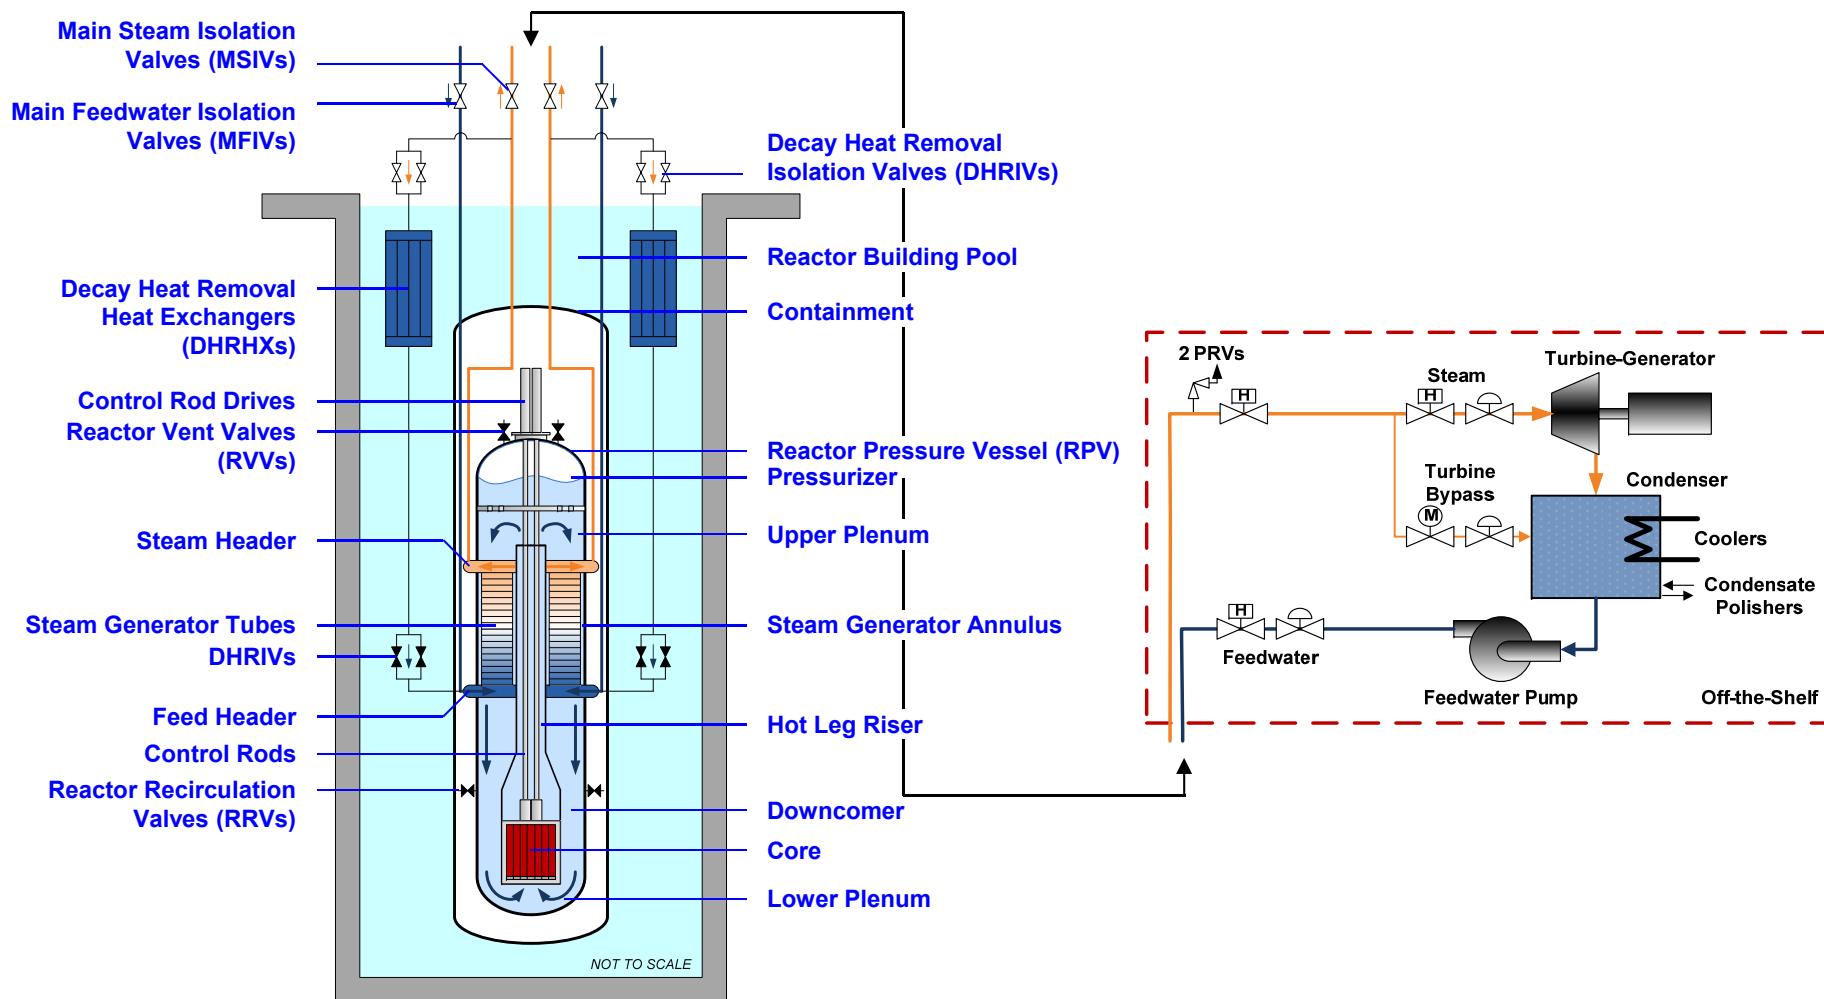 Main Steam Isolation
Valves (MSIVs)
Main Feedwater Isolation
Valves (MFIVs)
Decay Heat Removal
Heat Exchangers
(DHRHXs)
Control Rod Drives
Reactor Vent Valves
(RVVs)
Steam Header
Steam Generator Tubes
DHRIVs
Feed Header
Control Rods
Reactor Recirculation
Valves (RRVs)
Decay Heat Removal
Isolation Valves (DHRIVs)
Reactor Building Pool
Containment
Reactor Pressure Vessel (RPV)
Pressurizer
Upper Plenum
Steam Generator Annulus
Hot Leg Riser
Downcomer
Core
Lower Plenum
NOT TO SCALE
2 PRVs
H
Steam
H
Turbine-Generator
Turbine
Bypass
M
Condenser
Coolers
Condensate
Polishers
H
Feedwater
Feedwater Pump
Off-the-Shelf